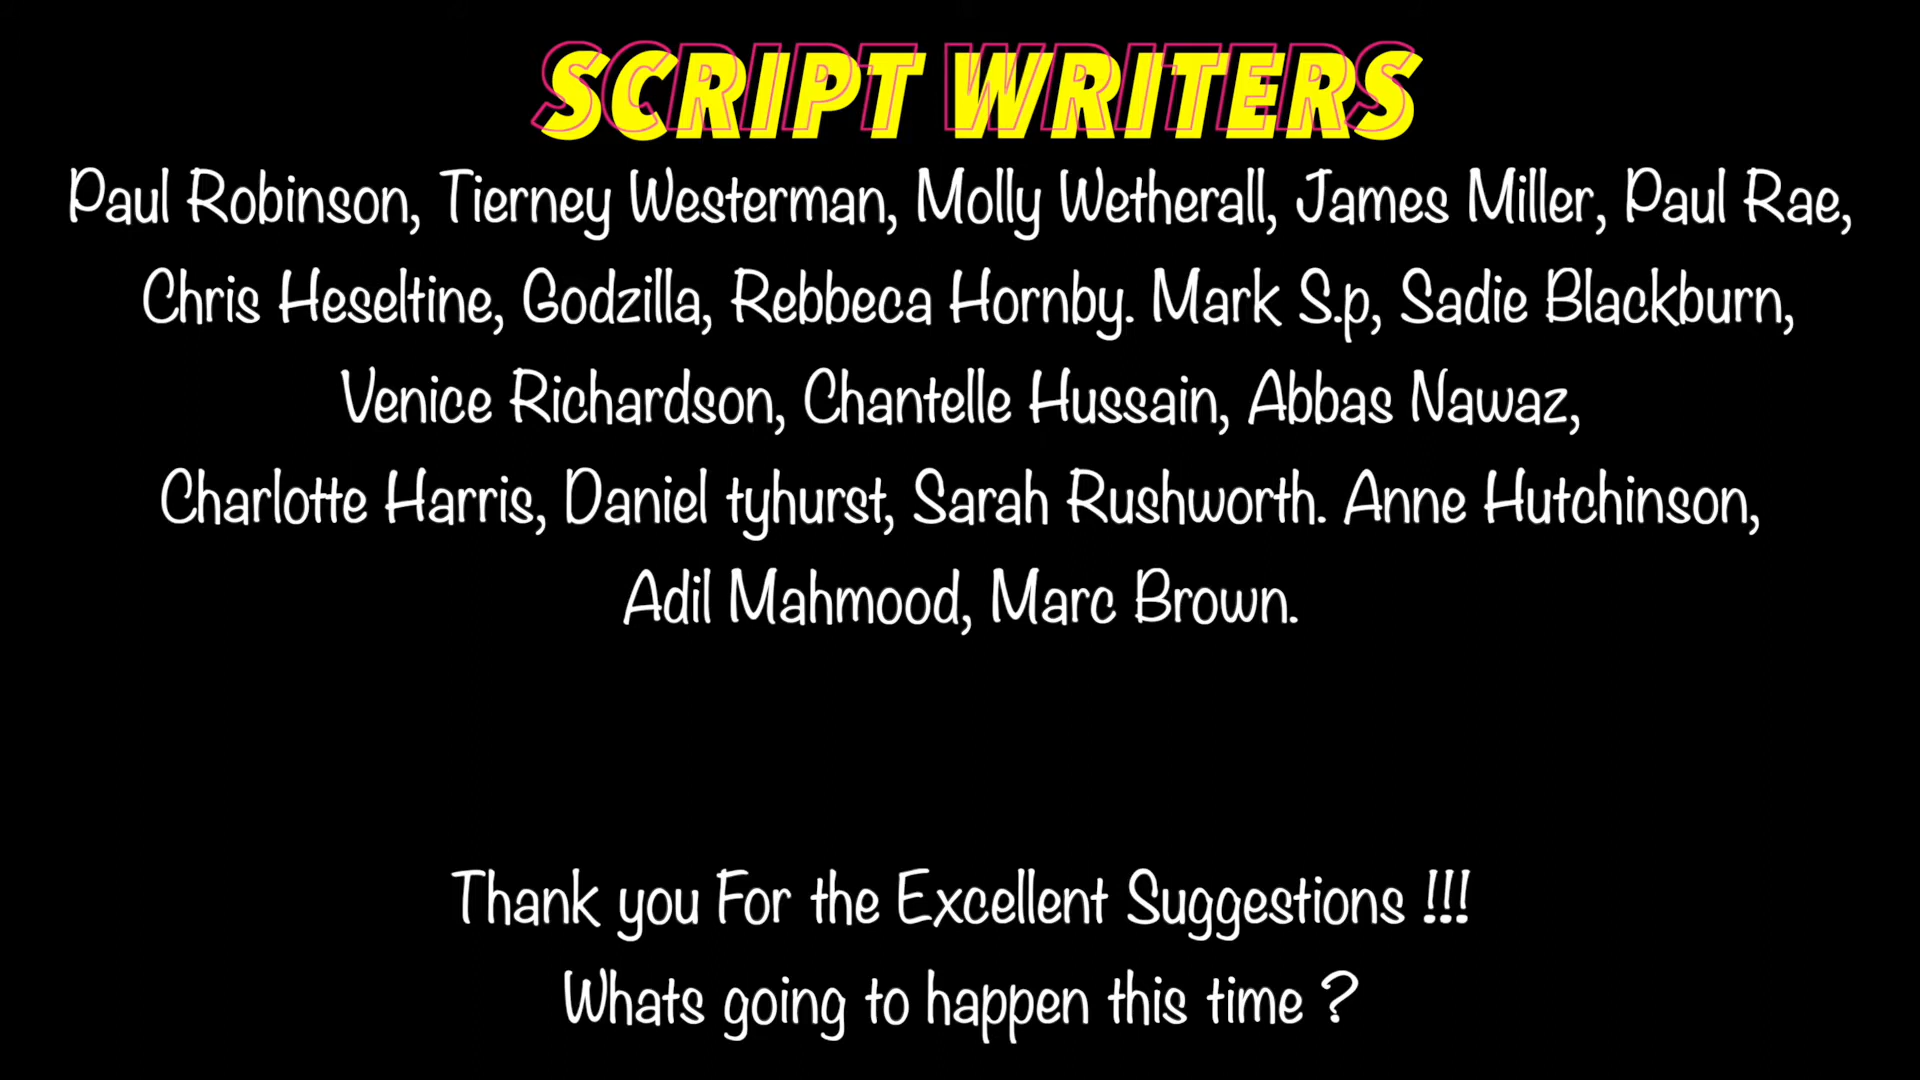 SCRIPT WRITERS
Paul Robinson, Tierney Westerman, Molly Wetherall, James Miller, Paul Rae,
Chris Heseltine, Godzilla, Rebbeca Hornby. Mark S.p, Sadie Blackburn,
Venice Richardson, Chantelle Hussain, Abbas Nawaz,
Charlotte Harris, Daniel tyhurst, Sarah Rushworth. Anne Hutchinson,
Adil Mahmood, Marc Brown.
Thank you For the Excellent Suggestions !!!
Whats going to happen this time ?